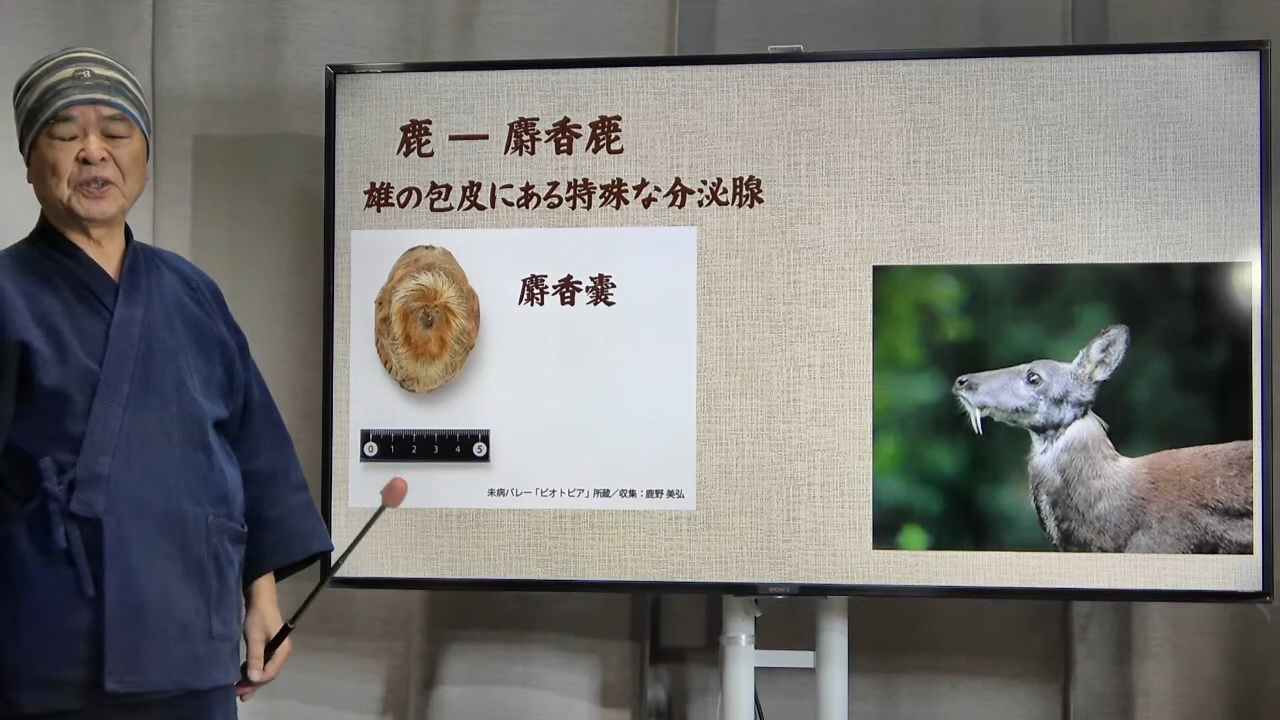 鹿 ― 麝香鹿
雄の包皮にある特殊な分泌腺
麝香嚢
0 1 2 3 4 5
未病バレー「ビオトピア」所蔵／収集：鹿野 美弘
SONY